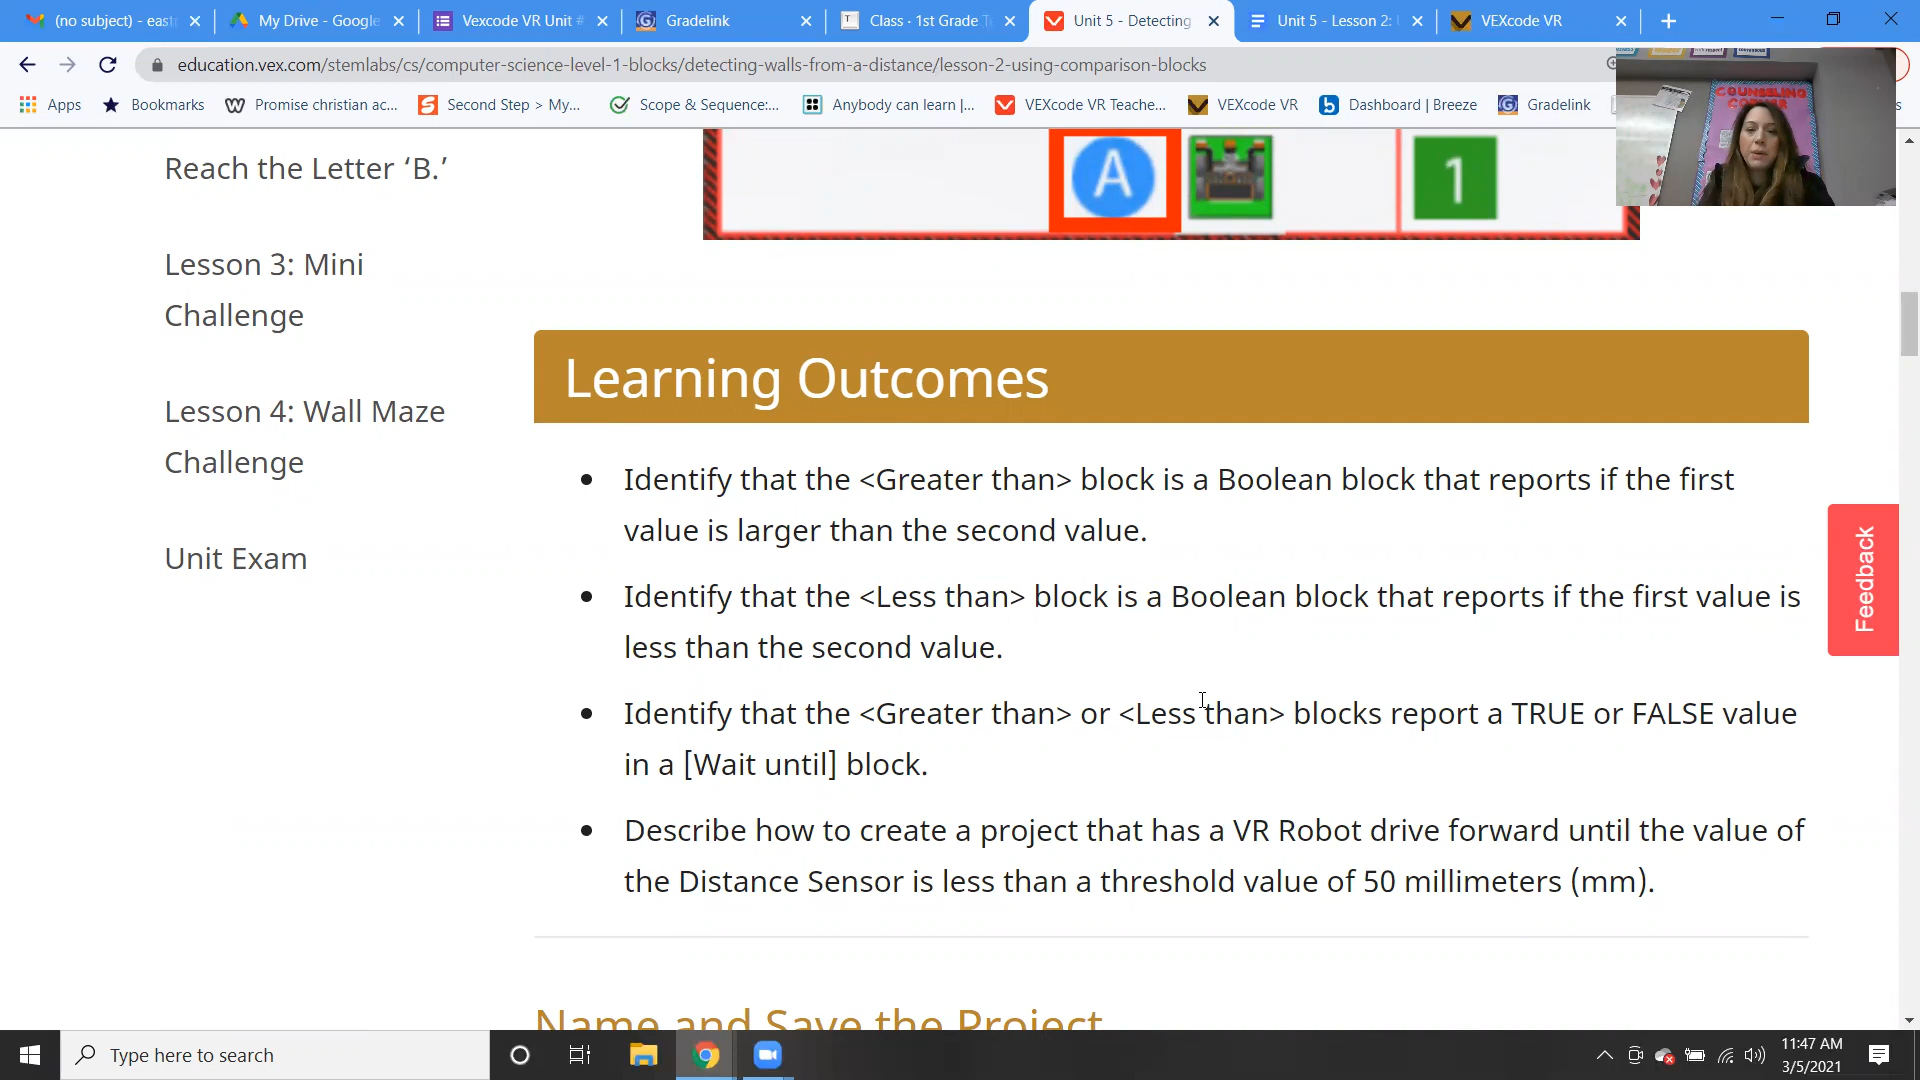 (no subject) - east
My Drive - Google
Vexcode VR Unit #
Gradelink
Class · 1st Grade T
Unit 5 - Detecting
Unit 5 - Lesson 2:
VEXcode VR
education.vex.com/stemlabs/cs/computer-science-level-1-blocks/detecting-walls-from-a-distance/lesson-2-using-comparison-blocks
Apps
Bookmarks
Promise christian ac...
Second Step > My...
Scope & Sequence:...
Anybody can learn |...
VEXcode VR Teache...
VEXcode VR
Dashboard | Breeze
Gradelink
COUNSELING
CORNER
Reach the Letter ‘B.’
A
1
Lesson 3: Mini
Challenge
Lesson 4: Wall Maze
Challenge
Unit Exam
Learning Outcomes
• Identify that the <Greater than> block is a Boolean block that reports if the first
value is larger than the second value.
• Identify that the <Less than> block is a Boolean block that reports if the first value is
less than the second value.
• Identify that the <Greater than> or <Less than> blocks report a TRUE or FALSE value
in a [Wait until] block.
• Describe how to create a project that has a VR Robot drive forward until the value of
the Distance Sensor is less than a threshold value of 50 millimeters (mm).
Feedback
Name and Save the Project
Type here to search
11:47 AM
3/5/2021